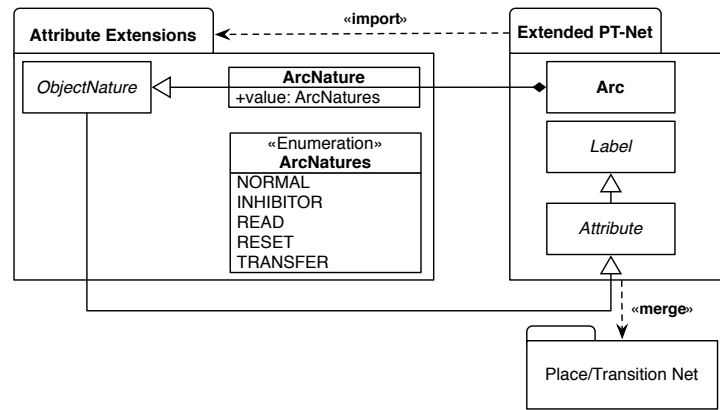 Attribute Extensions
«import»
Extended PT-Net
ObjectNature
ArcNature
+value: ArcNatures
Arc
«Enumeration»
ArcNatures
NORMAL
INHIBITOR
READ
RESET
TRANSFER
Label
Attribute
«merge»
Place/Transition Net